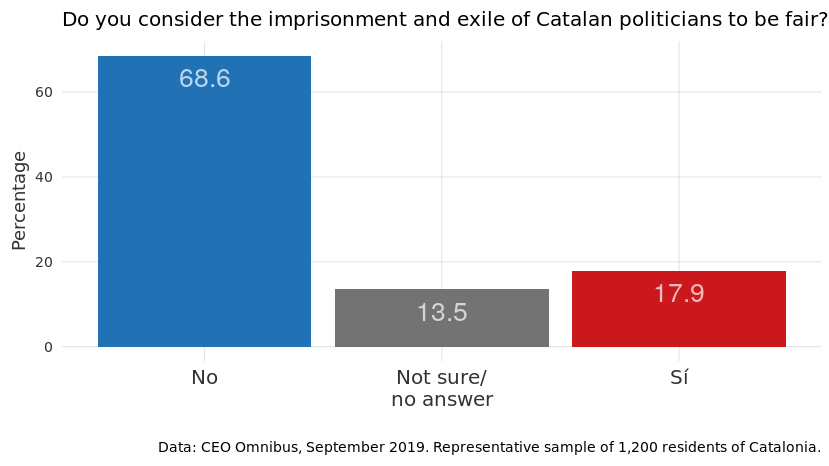 Do you consider the imprisonment and exile of Catalan politicians to be fair?
Percentage
60
40
20
0
68.6
13.5
17.9
No
Not sure/
no answer
Sí
Data: CEO Omnibus, September 2019. Representative sample of 1,200 residents of Catalonia.